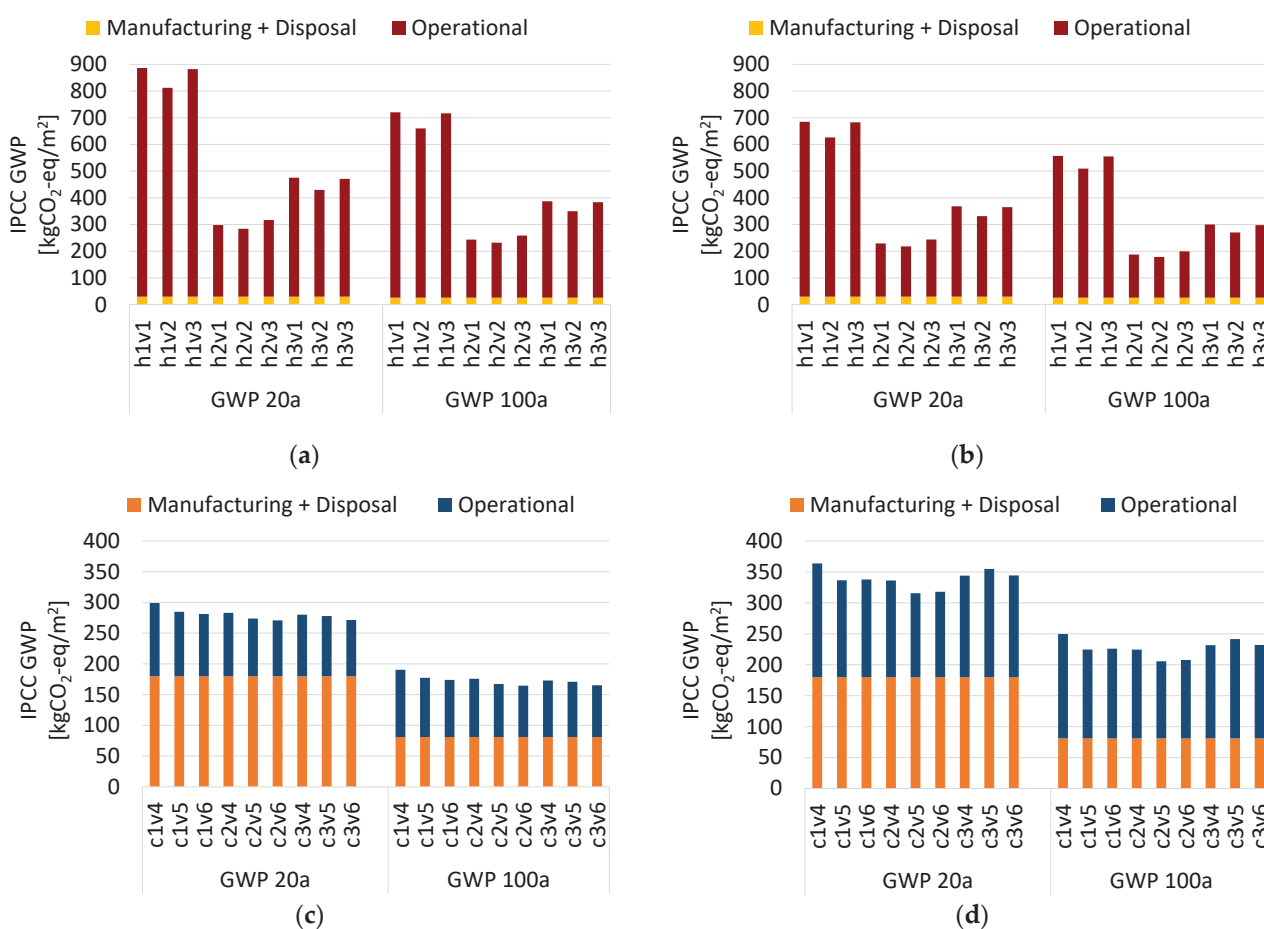 Manufacturing + Disposal Operational
900
800
700
600
500
400
300
200
100
0
IPCC GWP
[kgCO₂-eq/m²]
h1v1 h1v2 h1v3 h2v1 h2v2 h2v3 h3v1 h3v2 h3v3 h1v1 h1v2 h1v3 h2v1 h2v2 h2v3 h3v1 h3v2 h3v3
GWP 20a GWP 100a
(a)
Manufacturing + Disposal Operational
900
800
700
600
500
400
300
200
100
0
IPCC GWP
[kgCO₂-eq/m²]
h1v1 h1v2 h1v3 h2v1 h2v2 h2v3 h3v1 h3v2 h3v3 h1v1 h1v2 h1v3 h2v1 h2v2 h2v3 h3v1 h3v2 h3v3
GWP 20a GWP 100a
(b)
Manufacturing + Disposal Operational
400
350
300
250
200
150
100
50
0
IPCC GWP
[kgCO₂-eq/m²]
c1v4 c1v5 c1v6 c2v4 c2v5 c2v6 c3v4 c3v5 c3v6 c1v4 c1v5 c1v6 c2v4 c2v5 c2v6 c3v4 c3v5 c3v6
GWP 20a GWP 100a
(c)
Manufacturing + Disposal Operational
400
350
300
250
200
150
100
50
0
IPCC GWP
[kgCO₂-eq/m²]
c1v4 c1v5 c1v6 c2v4 c2v5 c2v6 c3v4 c3v5 c3v6 c1v4 c1v5 c1v6 c2v4 c2v5 c2v6 c3v4 c3v5 c3v6
GWP 20a GWP 100a
(d)